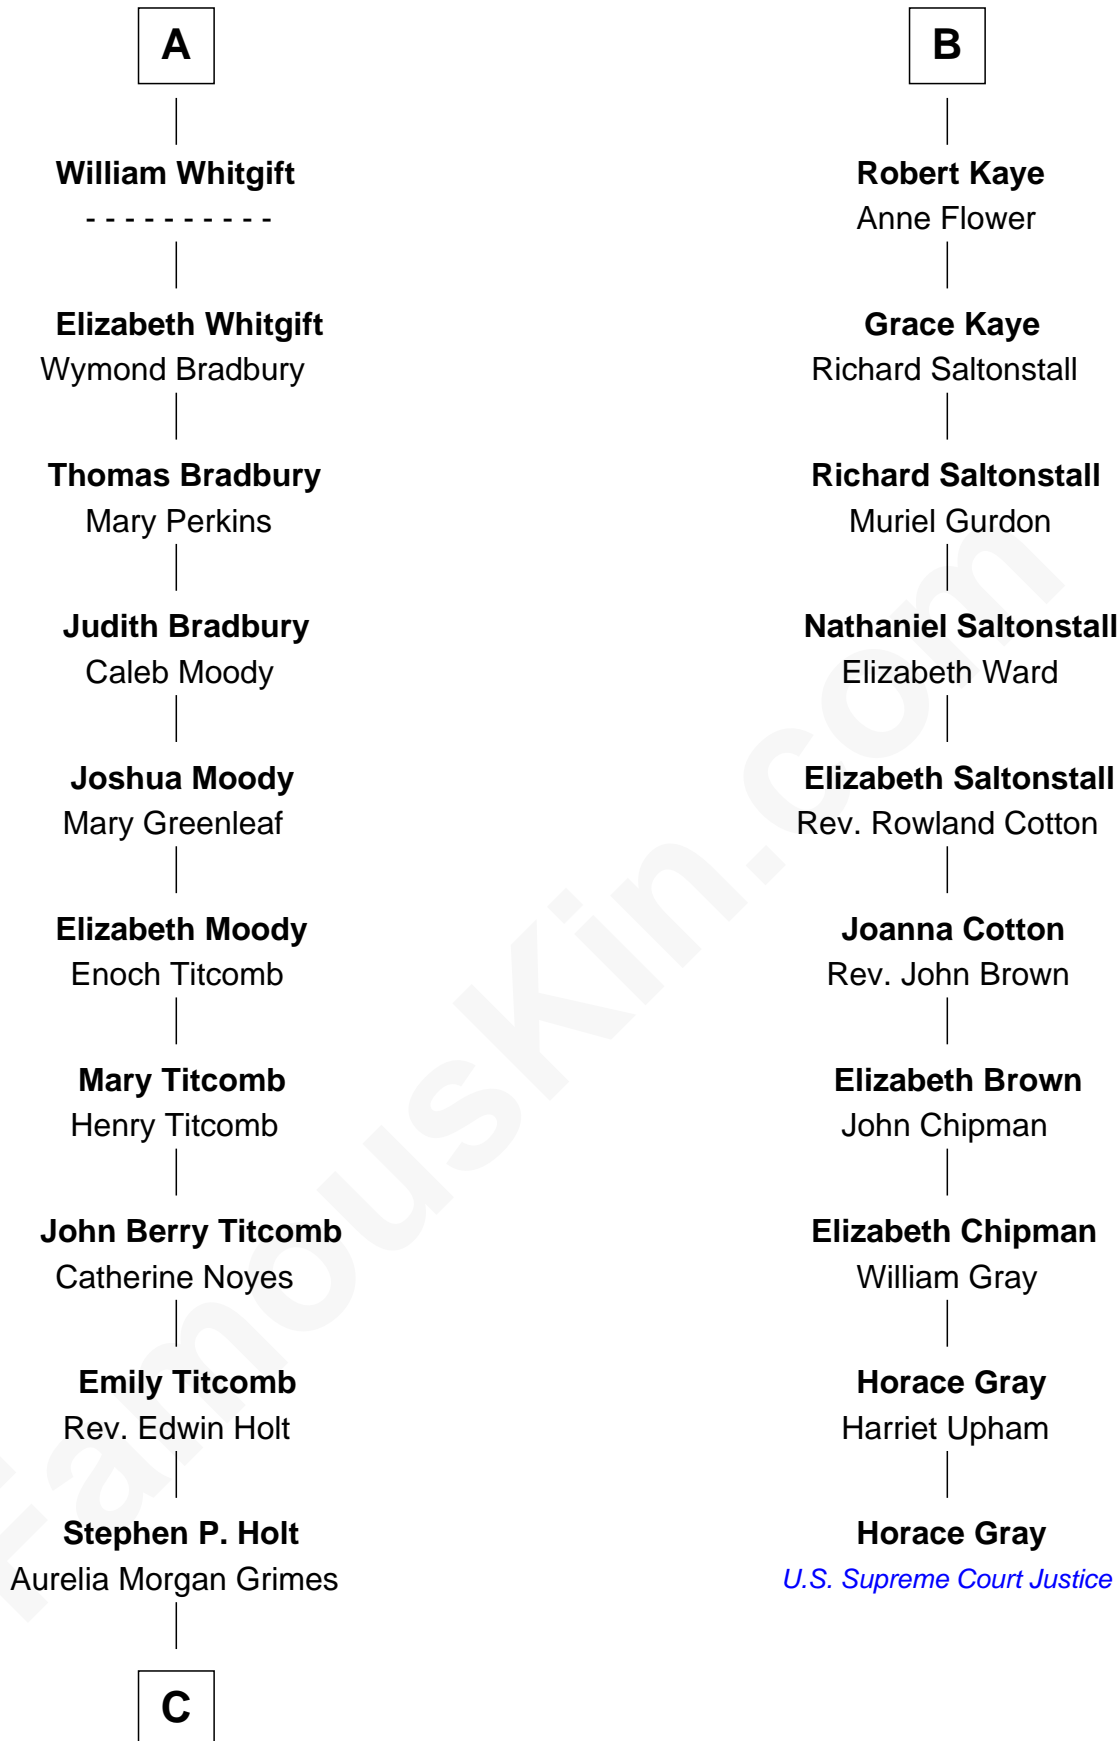 A
William Whitgift
- - - - - - - - - -
Elizabeth Whitgift
Wymond Bradbury
Thomas Bradbury
Mary Perkins
Judith Bradbury
Caleb Moody
Joshua Moody
Mary Greenleaf
Elizabeth Moody
Enoch Titcomb
Mary Titcomb
Henry Titcomb
John Berry Titcomb
Catherine Noyes
Emily Titcomb
Rev. Edwin Holt
Stephen P. Holt
Aurelia Morgan Grimes
C
B
Robert Kaye
Anne Flower
Grace Kaye
Richard Saltonstall
Richard Saltonstall
Muriel Gurdon
Nathaniel Saltonstall
Elizabeth Ward
Elizabeth Saltonstall
Rev. Rowland Cotton
Joanna Cotton
Rev. John Brown
Elizabeth Brown
John Chipman
Elizabeth Chipman
William Gray
Horace Gray
Harriet Upham
Horace Gray
U.S. Supreme Court Justice
FamousKin.com